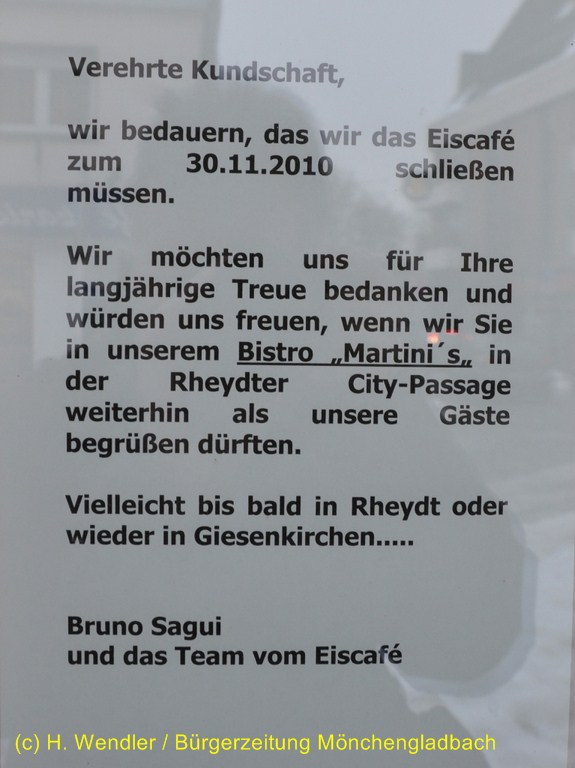 Verehrte Kundschaft,
wir bedauern, das wir das Eiscafé
zum 30.11.2010 schließen
müssen.
Wir möchten uns für Ihre
langjährige Treue bedanken und
würden uns freuen, wenn wir Sie
in unserem Bistro „Martini´s„ in
der Rheydter City-Passage
weiterhin als unsere Gäste
begrüßen dürften.
Vielleicht bis bald in Rheydt oder
wieder in Giesenkirchen.....
Bruno Sagui
und das Team vom Eiscafé
(c) H. Wendler / Bürgerzeitung Mönchengladbach